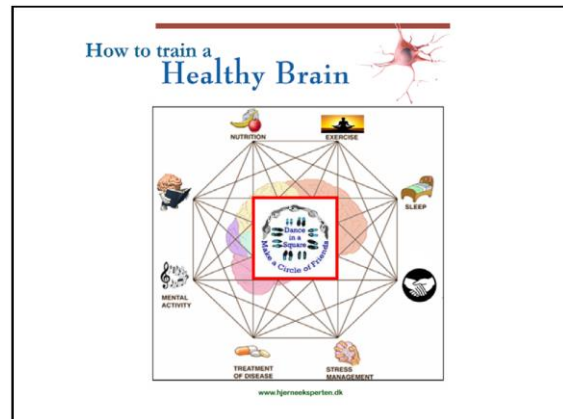 How to train a
Healthy Brain
NUTRITION
EXERCISE
SLEEP
Dance
in a
Square
Make a Circle of Friends
MENTAL
ACTIVITY
TREATMENT
OF DISEASE
STRESS
MANAGEMENT
www.hjerneeksperten.dk